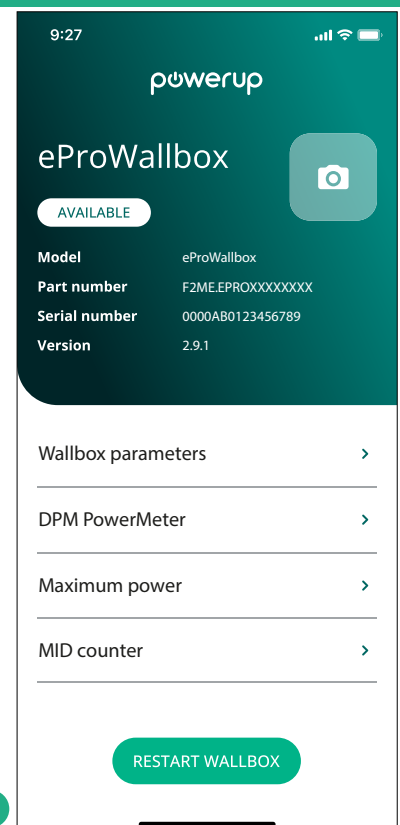 9:27
powerup
eProWallbox
AVAILABLE
Model eProWallbox
Part number F2ME.EPROXXXXXXXX
Serial number 0000AB0123456789
Version 2.9.1
Wallbox parameters
DPM PowerMeter
Maximum power
MID counter
RESTART WALLBOX